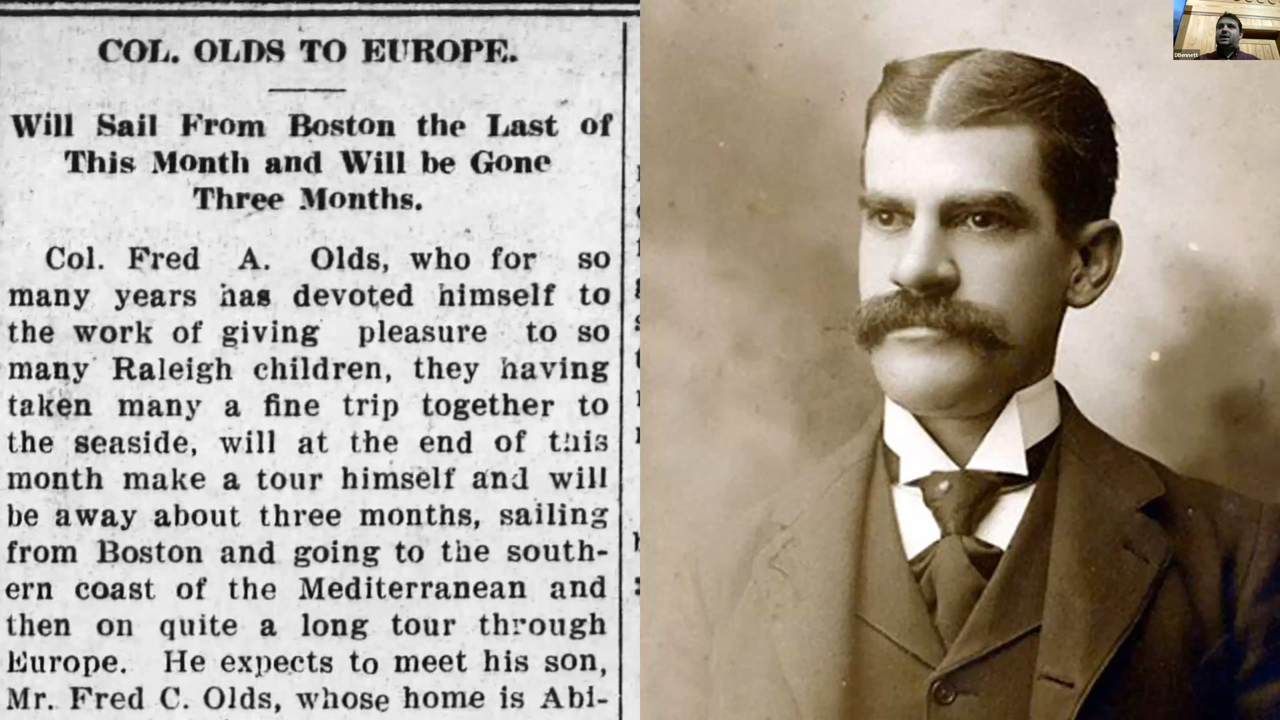 COL. OLDS TO EUROPE.
Will Sail From Boston the Last of
This Month and Will be Gone
Three Months.
Col. Fred A. Olds, who for so
many years has devoted himself to
the work of giving pleasure to so
many Raleigh children, they having
taken many a fine trip together to
the seaside, will at the end of this
month make a tour himself and will
be away about three months, sailing
from Boston and going to the south-
ern coast of the Mediterranean and
then on quite a long tour through
Europe. He expects to meet his son,
Mr. Fred C. Olds, whose home is Abi-
DBennett